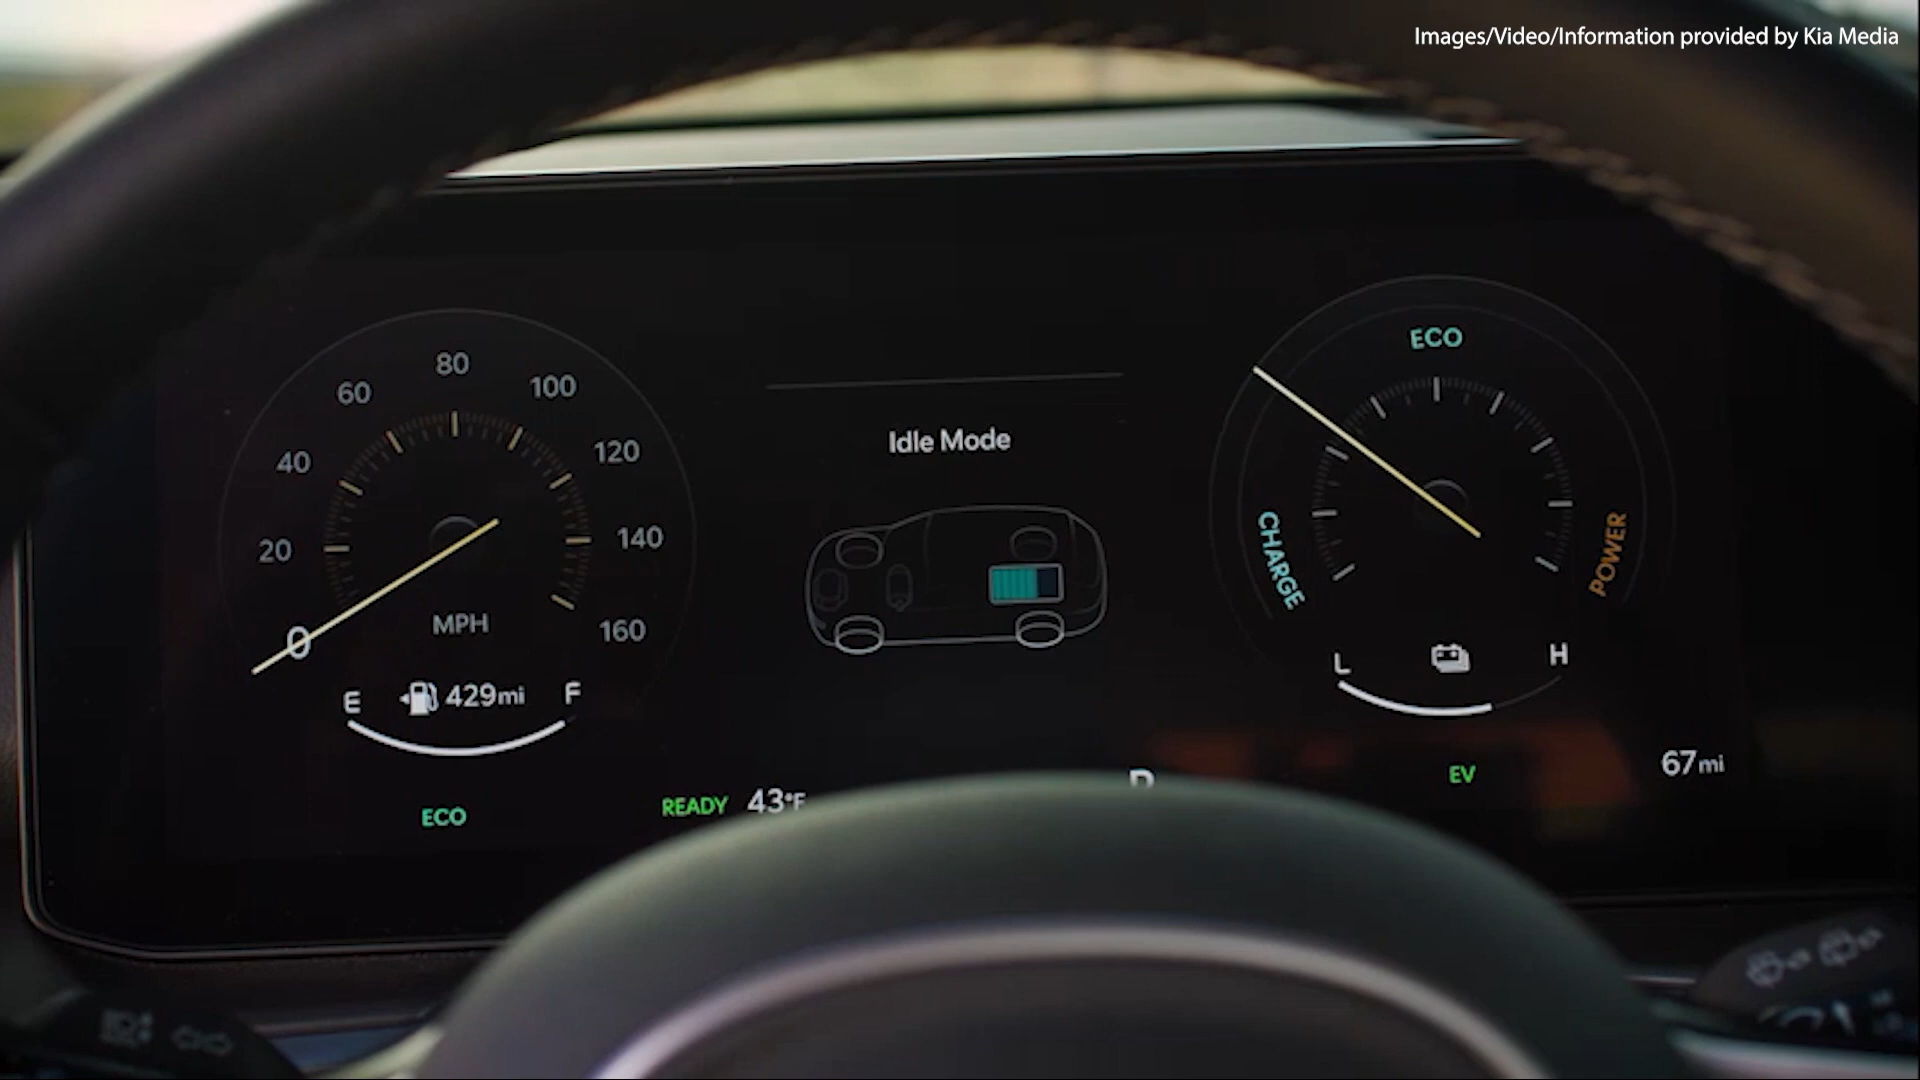 Images/Video/Information provided by Kia Media
80
60
100
40
120
20
140
0
MPH
160
E
429mi
F
ECO
READY
43°F
Idle Mode
ECO
CHARGE
POWER
L
H
EV
67mi